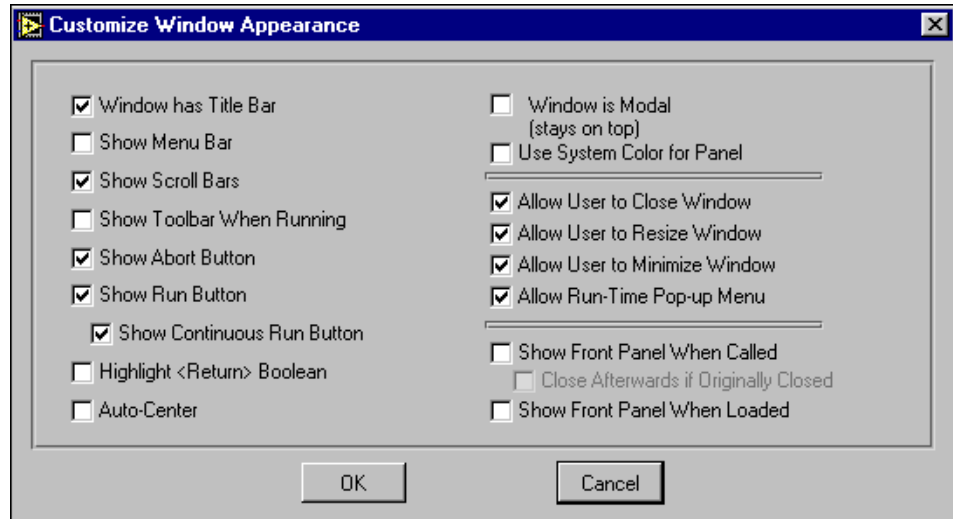 Customize Window Appearance
Window has Title Bar
Show Menu Bar
Show Scroll Bars
Show Toolbar When Running
Show Abort Button
Show Run Button
Show Continuous Run Button
Highlight <Return> Boolean
Auto-Center
Window is Modal
(stays on top)
Use System Color for Panel
Allow User to Close Window
Allow User to Resize Window
Allow User to Minimize Window
Allow Run-Time Pop-up Menu
Show Front Panel When Called
Close Afterwards if Originally Closed
Show Front Panel When Loaded
OK
Cancel